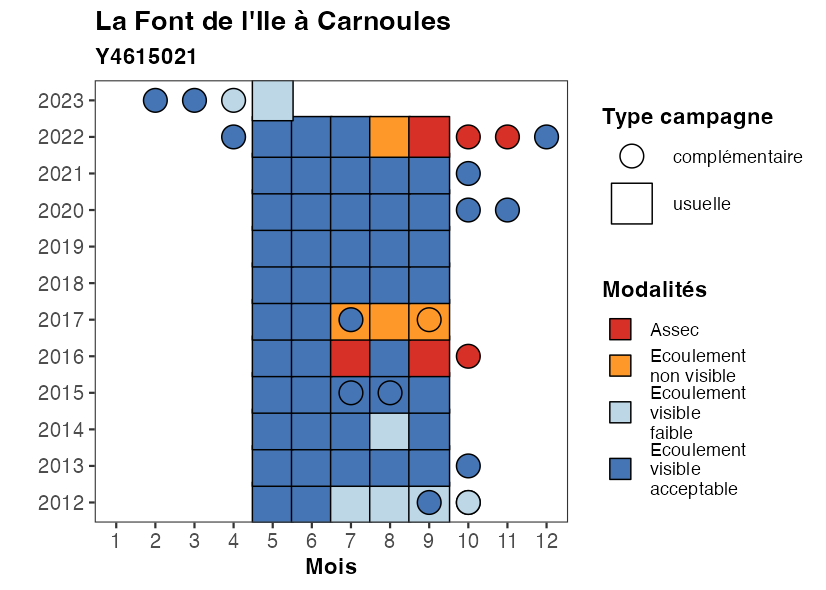 La Font de l'Ile à Carnoules
Y4615021
2023
2022
2021
2020
2019
2018
2017
2016
2015
2014
2013
2012
1 2 3 4 5 6 7 8 9 10 11 12
Mois
Type campagne
complémentaire
usuelle
Modalités
Assec
Ecoulement
non visible
Ecoulement
visible
faible
Ecoulement
visible
acceptable